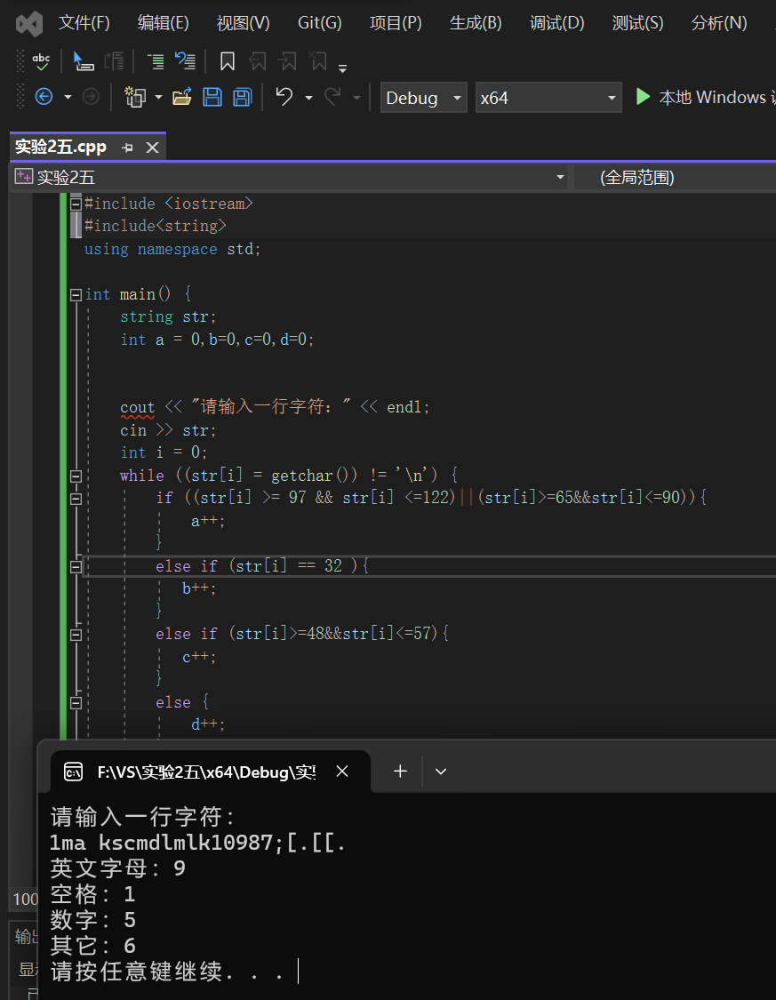 文件(F) 编辑(E) 视图(V) Git(G) 项目(P) 生成(B) 调试(D) 测试(S) 分析(N)
abc
Debug x64 本地 Windows
实验2五.cpp
实验2五 (全局范围)
#include <iostream>
#include<string>
using namespace std;
int main() {
string str;
int a = 0,b=0,c=0,d=0;
cout << "请输入一行字符: " << endl;
cin >> str;
int i = 0;
while ((str[i] = getchar()) != '\n') {
if ((str[i] >= 97 && str[i] <=122)||(str[i]>=65&&str[i]<=90)){
a++;
}
else if (str[i] == 32 ){
b++;
}
else if (str[i]>=48&&str[i]<=57){
c++;
}
else {
d++;
F:\VS\实验2五\x64\Debug\实
请输入一行字符:
1ma kscmdlmlk10987;[.[[.
英文字母: 9
空格: 1
数字: 5
其它: 6
请按任意键继续. . .
100
输
显
已